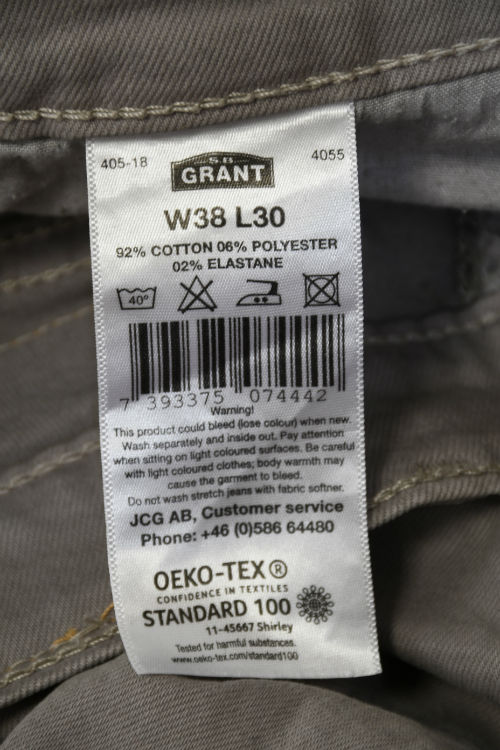 405-18
S.B
GRANT
4055
W38 L30
92% COTTON 06% POLYESTER
02% ELASTANE
40°
7 393375 074442
Warning!
This product could bleed (lose colour) when new.
Wash separately and inside out. Pay attention
when sitting on light coloured surfaces. Be careful
with light coloured clothes; body warmth may
cause the garment to bleed.
Do not wash stretch jeans with fabric softner.
JCG AB, Customer service
Phone: +46 (0)586 64480
OEKO-TEX®
CONFIDENCE IN TEXTILES
STANDARD 100
11-45667 Shirley
Tested for harmful substances.
www.oeko-tex.com/standard100